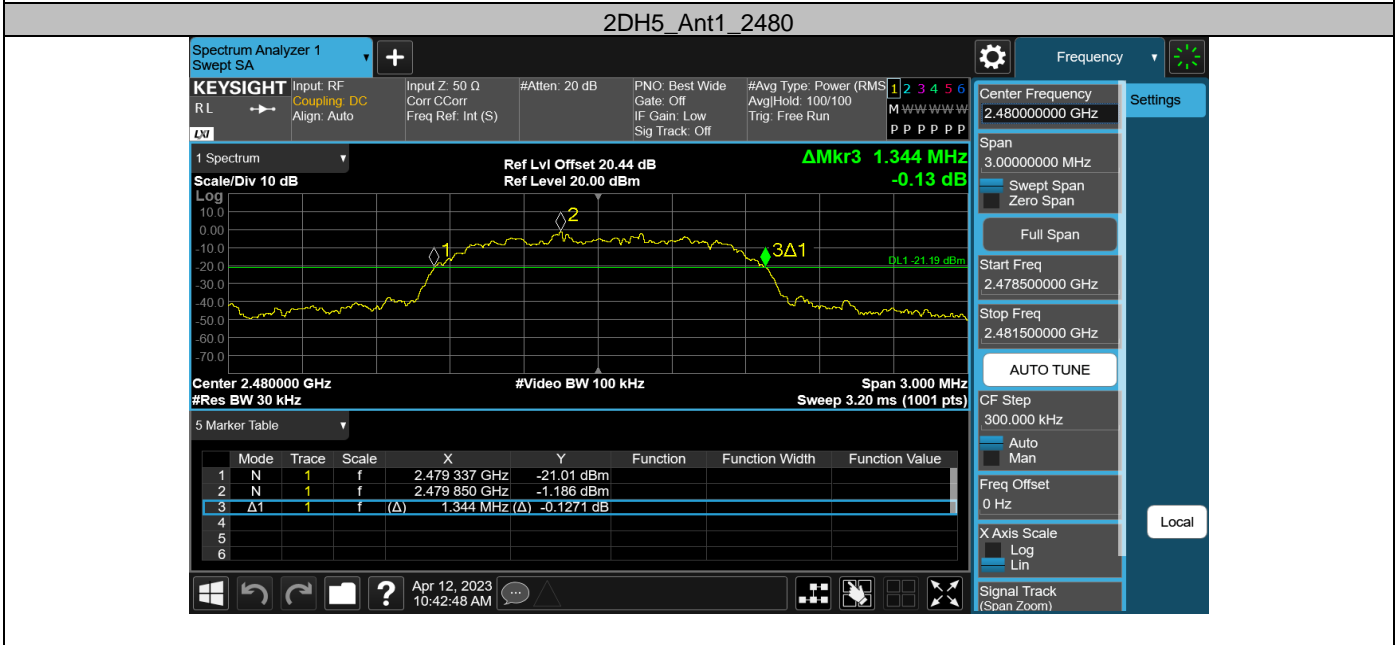 2DH5_Ant1_2480
Spectrum Analyzer 1
Swept SA
+
Frequency
KEYSIGHT
RL
LXI
Input: RF
Coupling: DC
Align: Auto
Input Z: 50 Ω
Corr CCorr
Freq Ref: Int (S)
#Atten: 20 dB
PNO: Best Wide
Gate: Off
IF Gain: Low
Sig Track: Off
#Avg Type: Power (RMS
Avg|Hold: 100/100
Trig: Free Run
1 2 3 4 5 6
M W W W W W
P P P P P P
1 Spectrum
Scale/Div 10 dB
Ref Lvl Offset 20.44 dB
Ref Level 20.00 dBm
ΔMkr3 1.344 MHz
-0.13 dB
Log
10.0
0.00
-10.0
-20.0
-30.0
-40.0
-50.0
-60.0
-70.0
1
2
3Δ1
DL1 -21.19 dBm
Center 2.480000 GHz
#Video BW 100 kHz
Span 3.000 MHz
#Res BW 30 kHz
Sweep 3.20 ms (1001 pts)
5 Marker Table
Mode Trace Scale X Y Function Function Width Function Value
1 N 1 f 2.479 337 GHz -21.01 dBm
2 N 1 f 2.479 850 GHz -1.186 dBm
3 Δ1 1 f (Δ) 1.344 MHz (Δ) -0.1271 dB
4
5
6
Apr 12, 2023
10:42:48 AM
?
Center Frequency
2.480000000 GHz
Settings
Span
3.00000000 MHz
Swept Span
Zero Span
Full Span
Start Freq
2.478500000 GHz
Stop Freq
2.481500000 GHz
AUTO TUNE
CF Step
300.000 kHz
Auto
Man
Freq Offset
0 Hz
Local
X Axis Scale
Log
Lin
Signal Track
(Span Zoom)